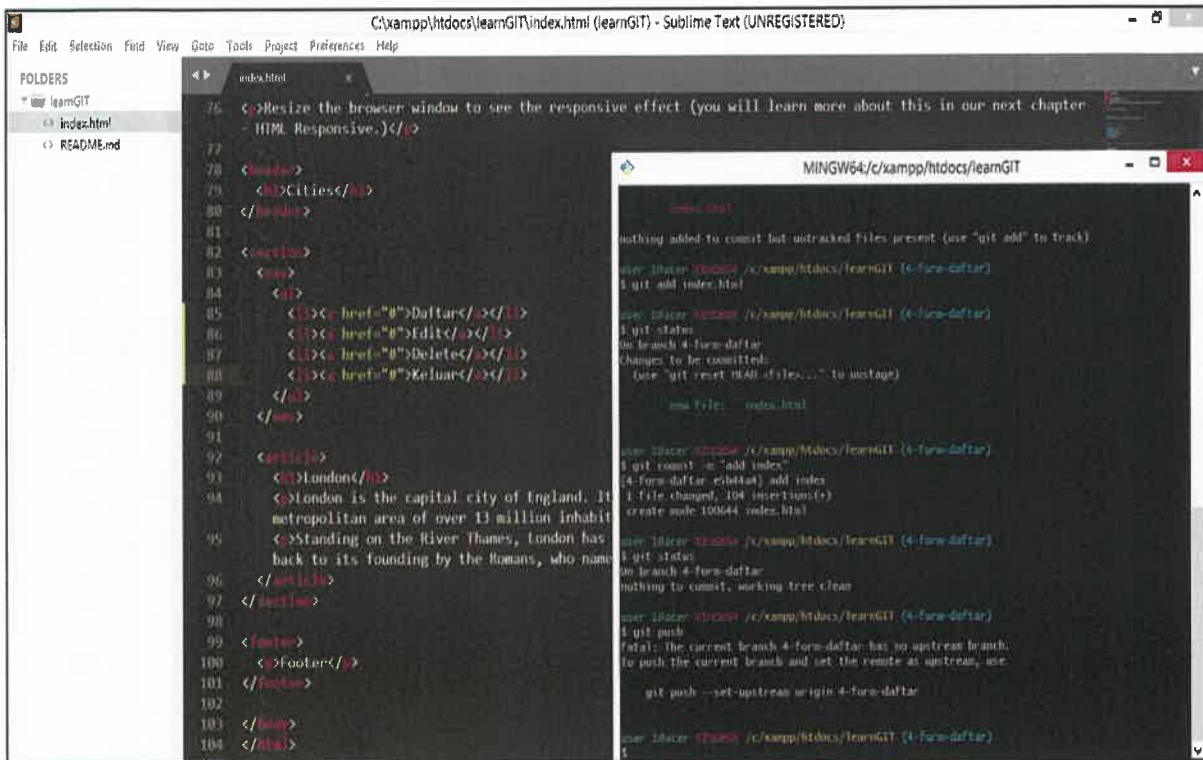 C:\xampp\htdocs\learnGIT\index.html (learnGIT) - Sublime Text (UNREGISTERED)
File Edit Selection Find View Goto Tools Project Preferences Help
FOLDERS
learnGIT
index.html
README.md
index.html
76 <p>Resize the browser window to see the responsive effect (you will learn more about this in our next chapter
- HTML Responsive.)</p>
77
78 <header>
79 <h1>Cities</h1>
80 </header>
81
82 <section>
83 <nav>
84 <ul>
85 <li><a href="#">Daftar</a></li>
86 <li><a href="#">Edit</a></li>
87 <li><a href="#">Delete</a></li>
88 <li><a href="#">Keluar</a></li>
89 </ul>
90 </nav>
91
92 <article>
93 <h1>London</h1>
94 <p>London is the capital city of England. It
metropolitan area of over 13 million inhabit
95 <p>Standing on the River Thames, London has
back to its founding by the Romans, who name
96 </article>
97 </section>
98
99 <footer>
100 <p>Footer</p>
101 </footer>
102
103 </body>
104 </html>
MINGW64:/c/xampp/htdocs/learnGIT
index.html
nothing added to commit but untracked files present (use "git add" to track)
/c/xampp/htdocs/learnGIT (4-form-daftar)
$ git add index.html
/c/xampp/htdocs/learnGIT (4-form-daftar)
$ git status
On branch 4-form-daftar
Changes to be committed:
(use "git reset HEAD <file>..." to unstage)
new file: index.html
/c/xampp/htdocs/learnGIT (4-form-daftar)
$ git commit -m "add index"
[4-form-daftar] add index
1 file changed, 104 insertions(+)
create mode 100644 index.html
/c/xampp/htdocs/learnGIT (4-form-daftar)
$ git status
On branch 4-form-daftar
nothing to commit, working tree clean
/c/xampp/htdocs/learnGIT (4-form-daftar)
$ git push
fatal: The current branch 4-form-daftar has no upstream branch.
To push the current branch and set the remote as upstream, use
git push --set-upstream origin 4-form-daftar
/c/xampp/htdocs/learnGIT (4-form-daftar)
$